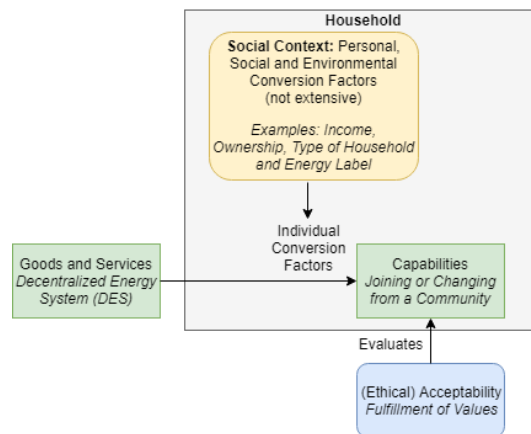 Household
Social Context: Personal,
Social and Environmental
Conversion Factors
(not extensive)
Examples: Income,
Ownership, Type of Household
and Energy Label
Individual
Conversion
Factors
Goods and Services
Decentralized Energy
System (DES)
Capabilities
Joining or Changing
from a Community
Evaluates
(Ethical) Acceptability
Fulfillment of Values